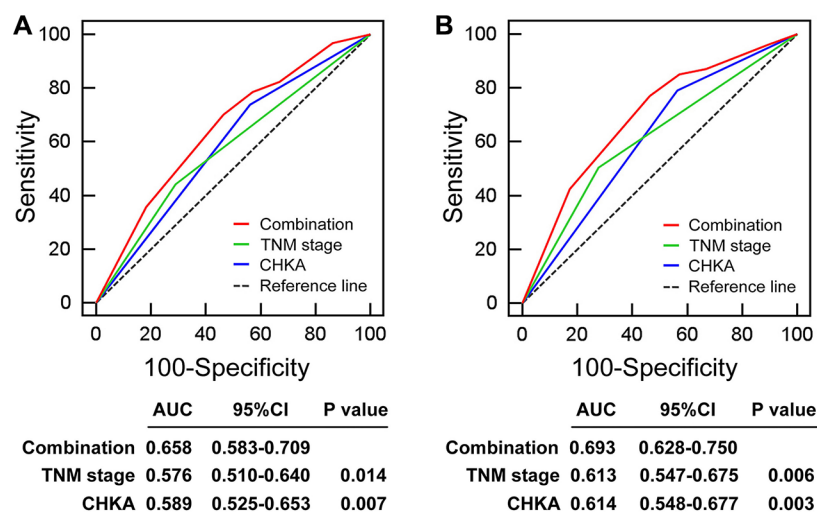 A
Sensitivity
100
80
60
40
20
0
Combination
TNM stage
CHKA
Reference line
0 20 40 60 80 100
100-Specificity
AUC 95%CI P value
Combination 0.658 0.583-0.709
TNM stage 0.576 0.510-0.640 0.014
CHKA 0.589 0.525-0.653 0.007
B
Sensitivity
100
80
60
40
20
0
Combination
TNM stage
CHKA
Reference line
0 20 40 60 80 100
100-Specificity
AUC 95%CI P value
Combination 0.693 0.628-0.750
TNM stage 0.613 0.547-0.675 0.006
CHKA 0.614 0.548-0.677 0.003